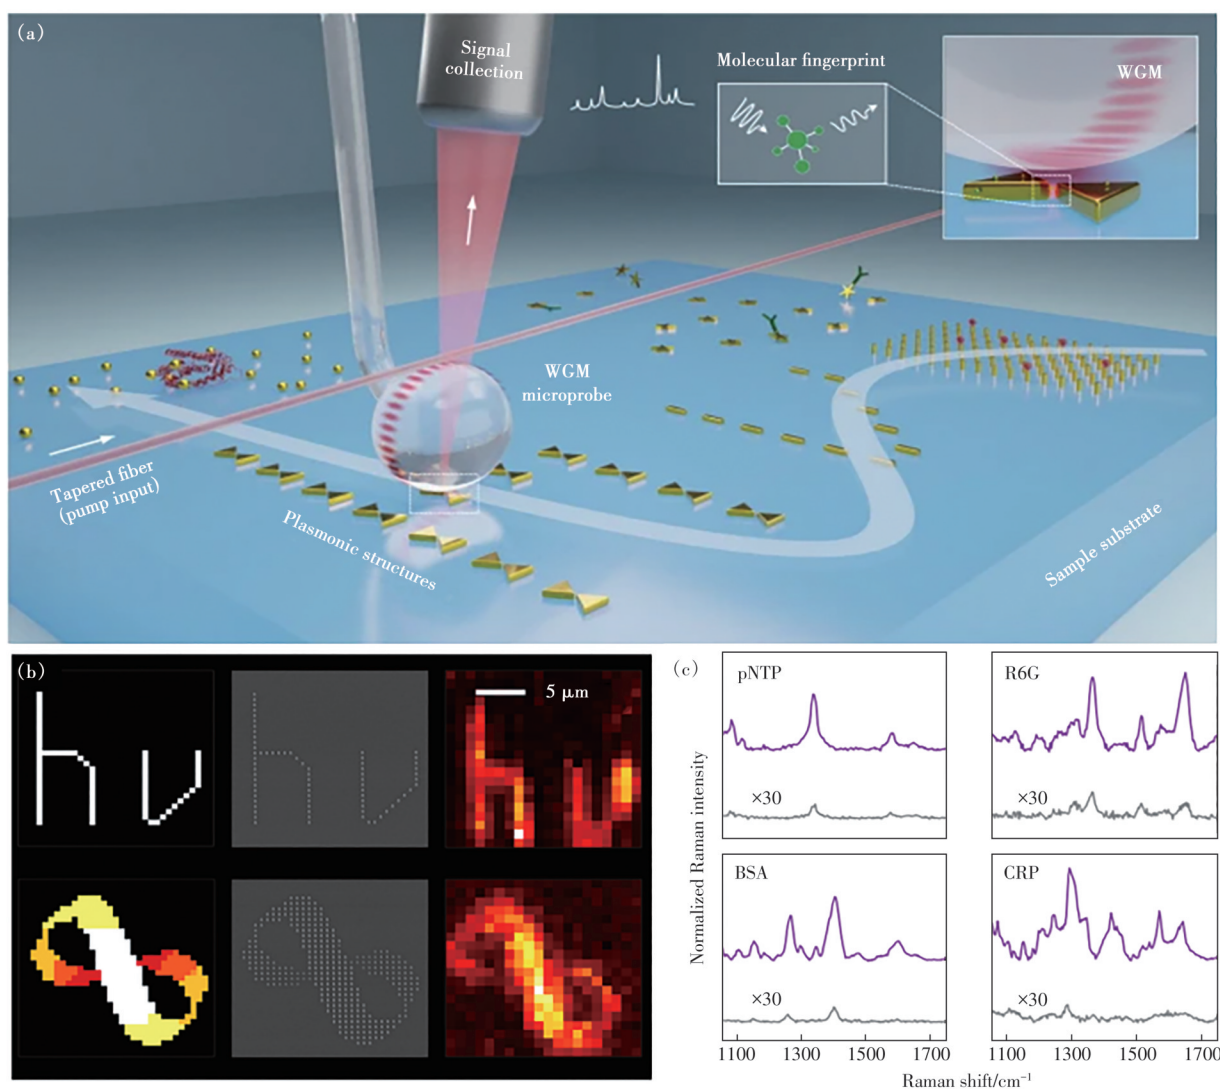 (a)
Signal
collection
Molecular fingerprint
WGM
WGM
microprobe
Tapered fiber
(pump input)
Plasmonic structures
Sample substrate
(b)
5 μm
(c)
pNTP
×30
R6G
×30
BSA
×30
CRP
×30
Normalized Raman intensity
1100 1300 1500 1700
1100 1300 1500 1700
Raman shift/cm⁻¹